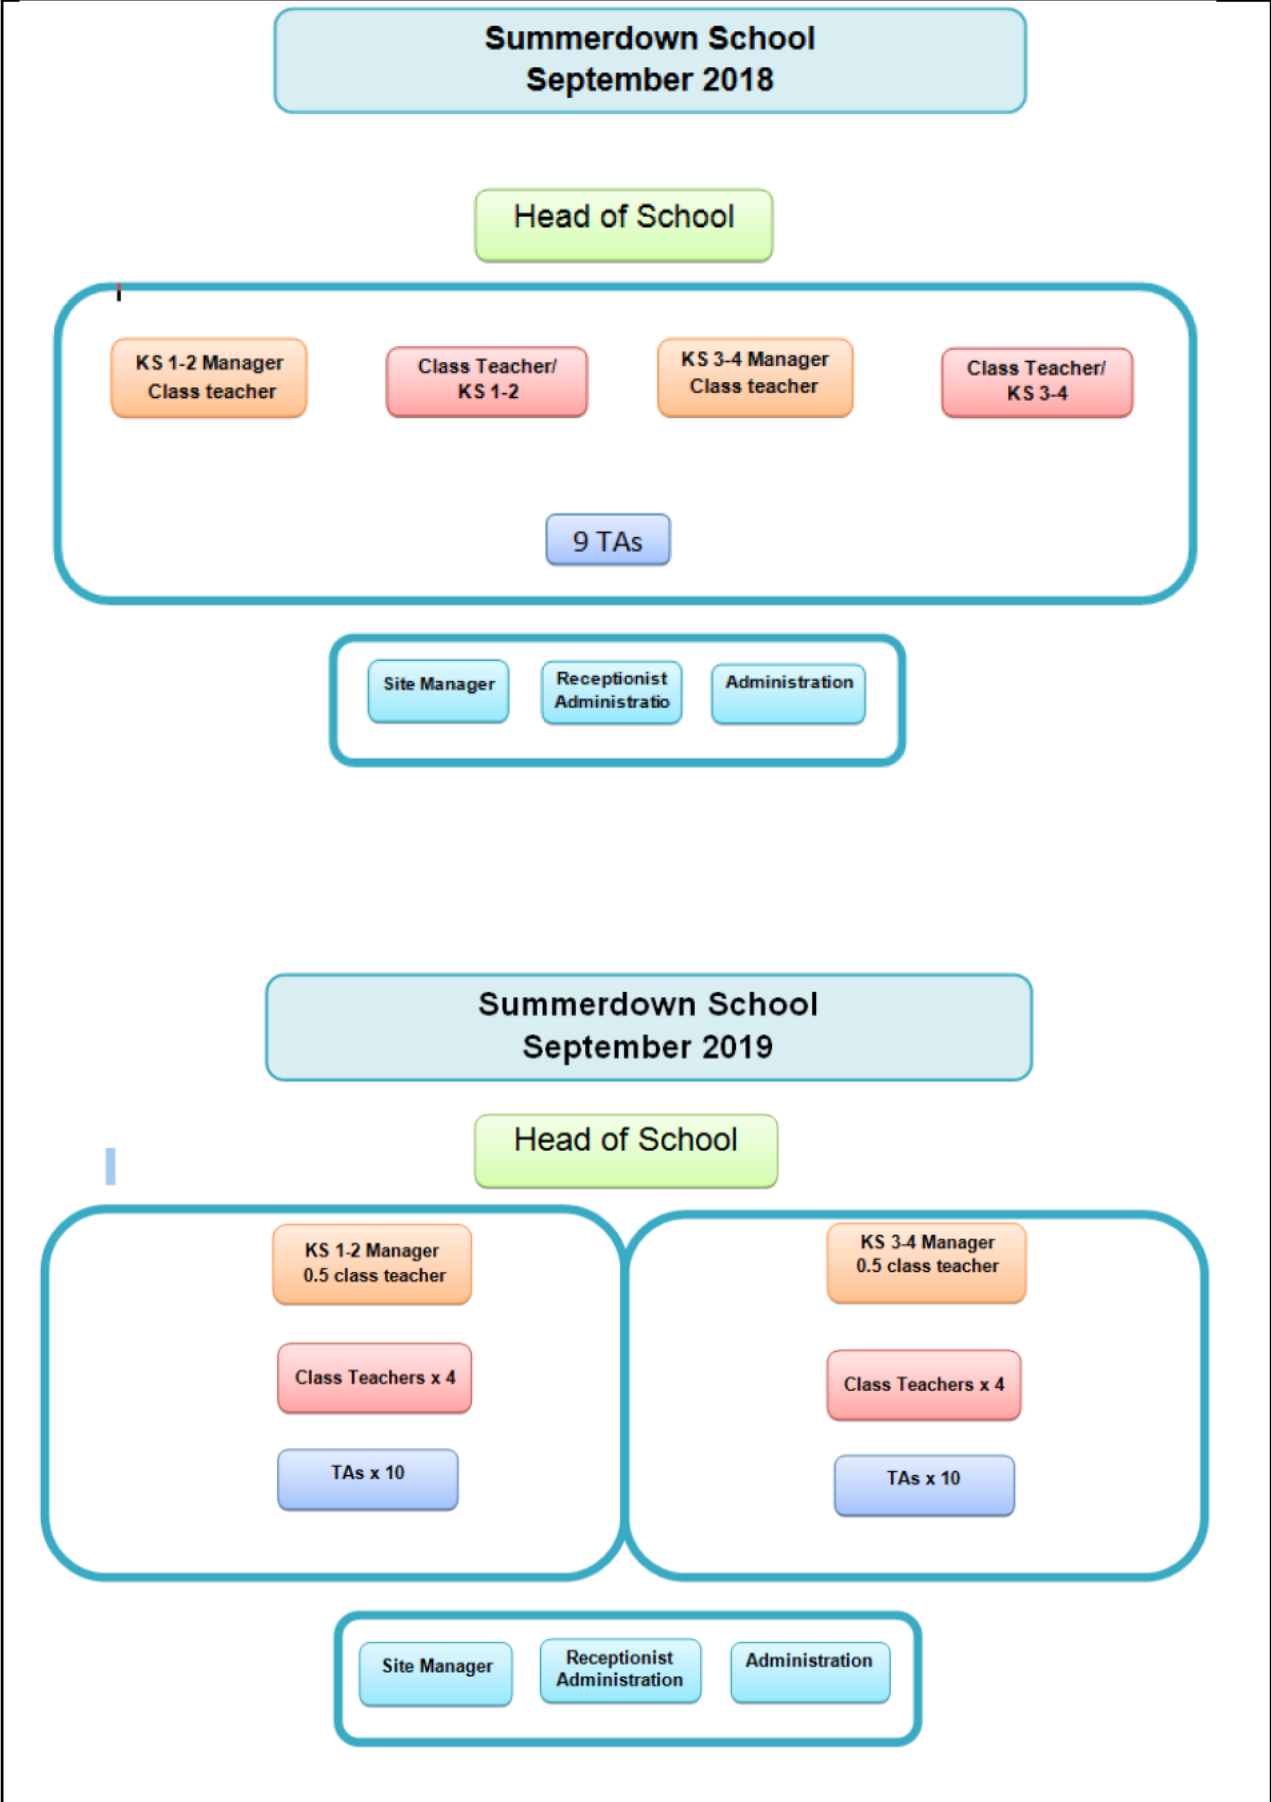 Summerdown School
September 2018
Head of School
KS 1-2 Manager
Class teacher
Class Teacher/
KS 1-2
KS 3-4 Manager
Class teacher
Class Teacher/
KS 3-4
9 TAs
Site Manager
Receptionist
Administratio
Administration
Summerdown School
September 2019
Head of School
KS 1-2 Manager
0.5 class teacher
Class Teachers x 4
TAs x 10
KS 3-4 Manager
0.5 class teacher
Class Teachers x 4
TAs x 10
Site Manager
Receptionist
Administration
Administration